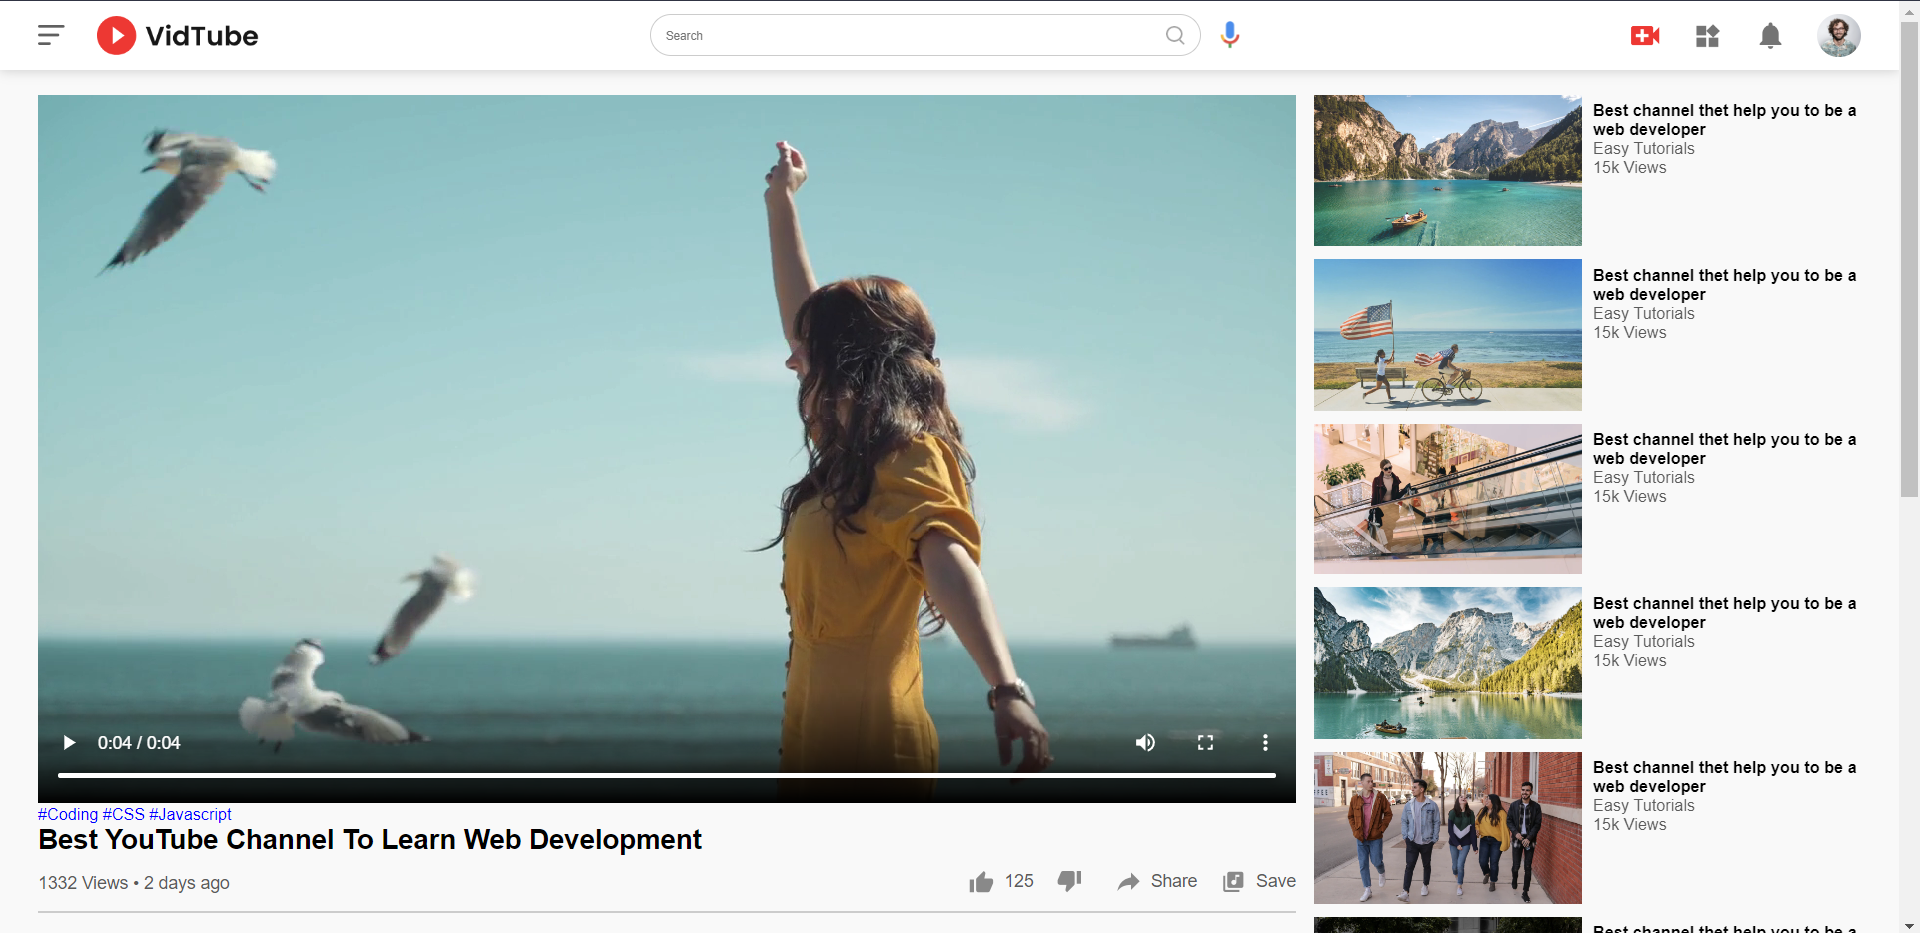 VidTube
Search
0:04 / 0:04
#Coding #CSS #Javascript
Best YouTube Channel To Learn Web Development
1332 Views • 2 days ago
125
Share
Save
Best channel thet help you to be a
web developer
Easy Tutorials
15k Views
Best channel thet help you to be a
web developer
Easy Tutorials
15k Views
Best channel thet help you to be a
web developer
Easy Tutorials
15k Views
Best channel thet help you to be a
web developer
Easy Tutorials
15k Views
Best channel thet help you to be a
web developer
Easy Tutorials
15k Views
Best channel thet help you to be a